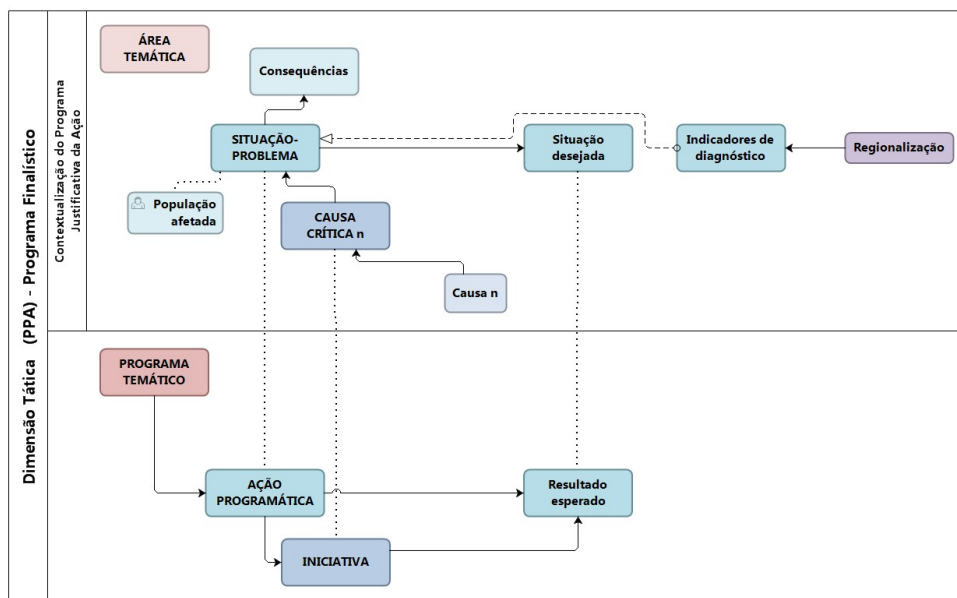 Dimensão Tática (PPA) - Programa Finalístico
Contextualização do Programa
Justificativa da Ação
ÁREA
TEMÁTICA
Consequências
SITUAÇÃO-
PROBLEMA
Situação
desejada
Indicadores de
diagnóstico
Regionalização
População
afetada
CAUSA
CRÍTICA n
Causa n
PROGRAMA
TEMÁTICO
AÇÃO
PROGRAMÁTICA
Resultado
esperado
INICIATIVA